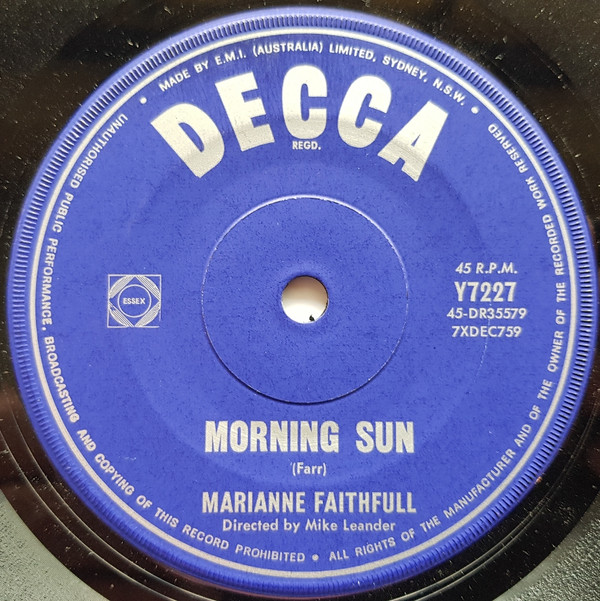 MADE BY E.M.I. (AUSTRALIA) LIMITED, SYDNEY, N.S.W.
DECCA
REGD.
ESSEX
45 R.P.M.
Y7227
45-DR35579
7XDEC759
MORNING SUN
(Farr)
MARIANNE FAITHFULL
Directed by Mike Leander
UNAUTHORISED PUBLIC PERFORMANCE, BROADCASTING AND COPYING OF THIS RECORD PROHIBITED • ALL RIGHTS OF THE MANUFACTURER AND OF THE OWNER OF THE RECORDED WORK RESERVED